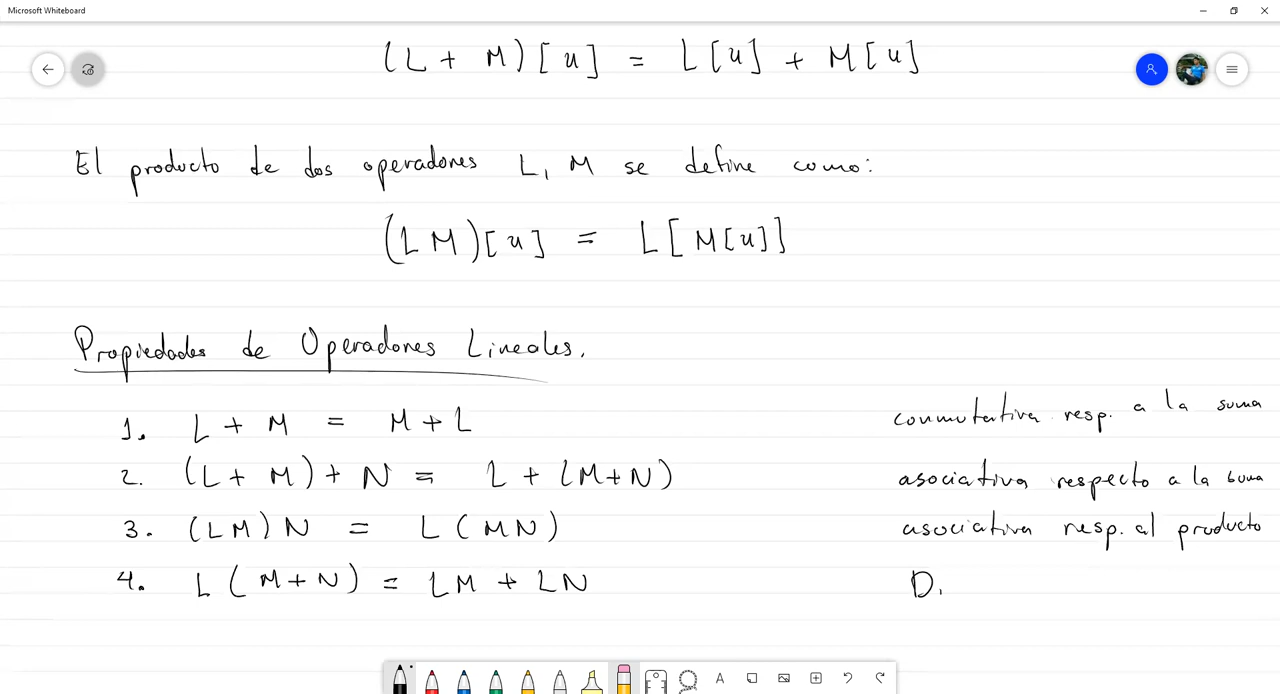 Microsoft Whiteboard
(L + M)[u] = L[u] + M[u]
El producto de dos operadores L, M se define como:
(LM)[u] = L[M[u]]
Propiedades de Operadores Lineales.
1. L + M = M + L conmutativa resp. a la suma
2. (L + M) + N = L + (M+N) asociativa respecto a la suma
3. (LM)N = L(MN) asociativa resp. al producto
4. L(M+N) = LM + LN D.
A